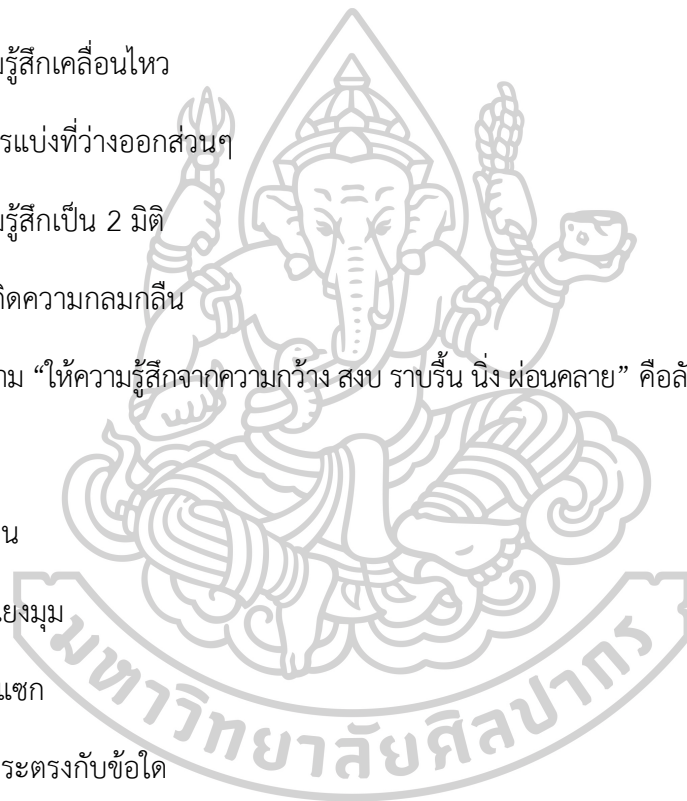 รู้สึกเคลื่อนไหว
รแบ่งที่ว่างออกส่วนๆ
รู้สึกเป็น 2 มิติ
กิดความกลมกลืน
าม “ให้ความรู้สึกจากความกว้าง สงบ ราบรื้น นิ่ง ผ่อนคลาย” คือลั
น
ยงมุม
แซก
ระตรงกับข้อใด
มหาวิทยาลัยศิลปากร